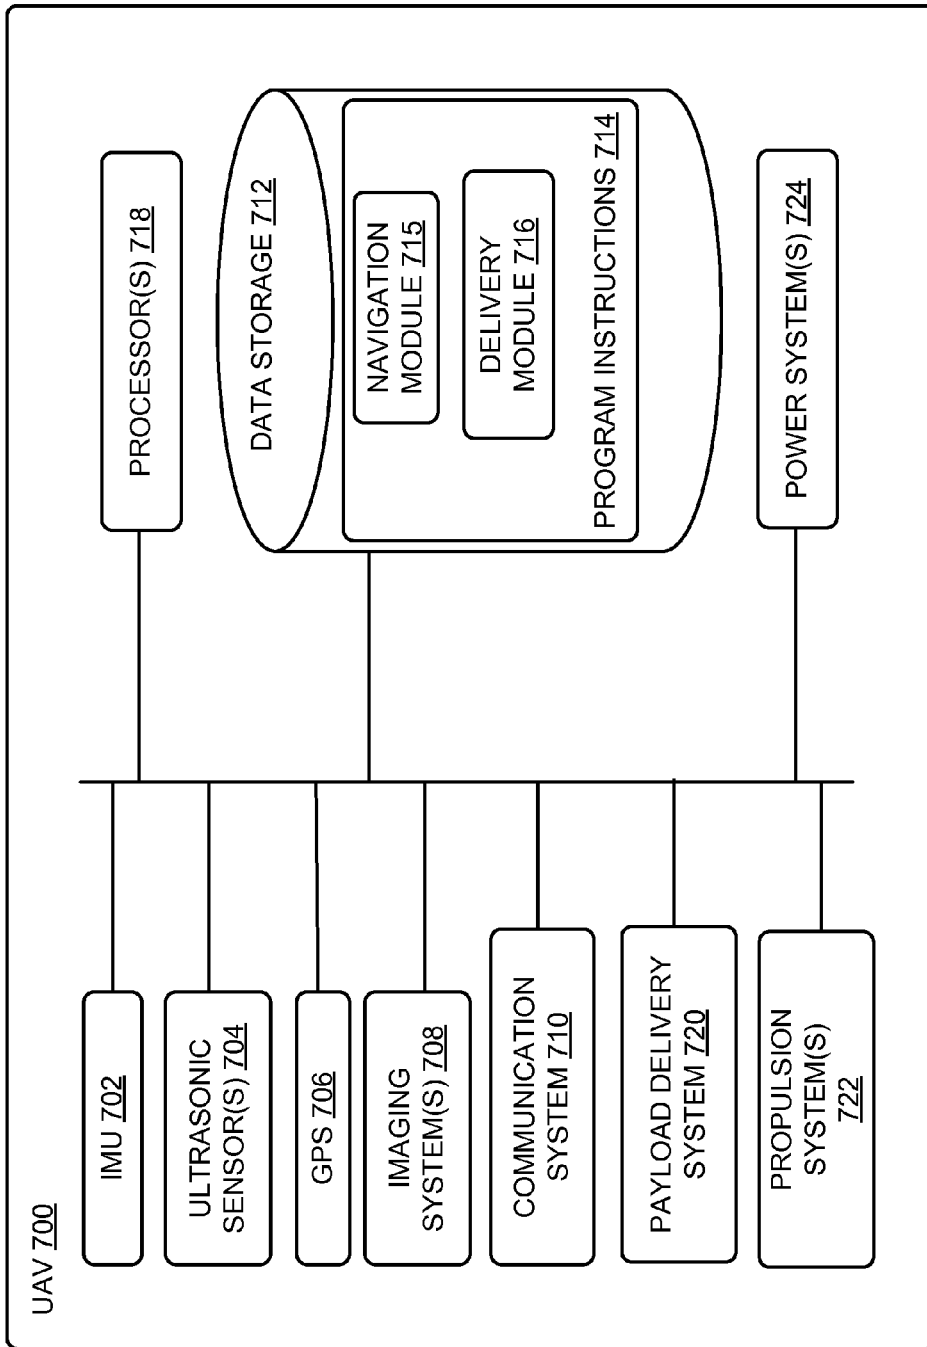 UAV 700
IMU 702
ULTRASONIC
SENSOR(S) 704
GPS 706
IMAGING
SYSTEM(S) 708
COMMUNICATION
SYSTEM 710
PAYLOAD DELIVERY
SYSTEM 720
PROPULSION
SYSTEM(S)
722
PROCESSOR(S) 718
DATA STORAGE 712
NAVIGATION
MODULE 715
DELIVERY
MODULE 716
PROGRAM INSTRUCTIONS 714
POWER SYSTEM(S) 724